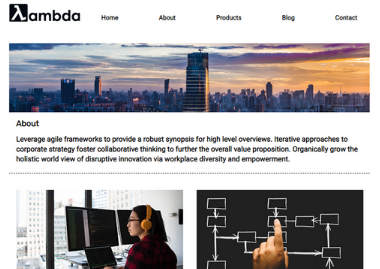 λambda
Home About Products Blog Contact
About
Leverage agile frameworks to provide a robust synopsis for high level overviews. Iterative approaches to
corporate strategy foster collaborative thinking to further the overall value proposition. Organically grow the
holistic world view of disruptive innovation via workplace diversity and empowerment.